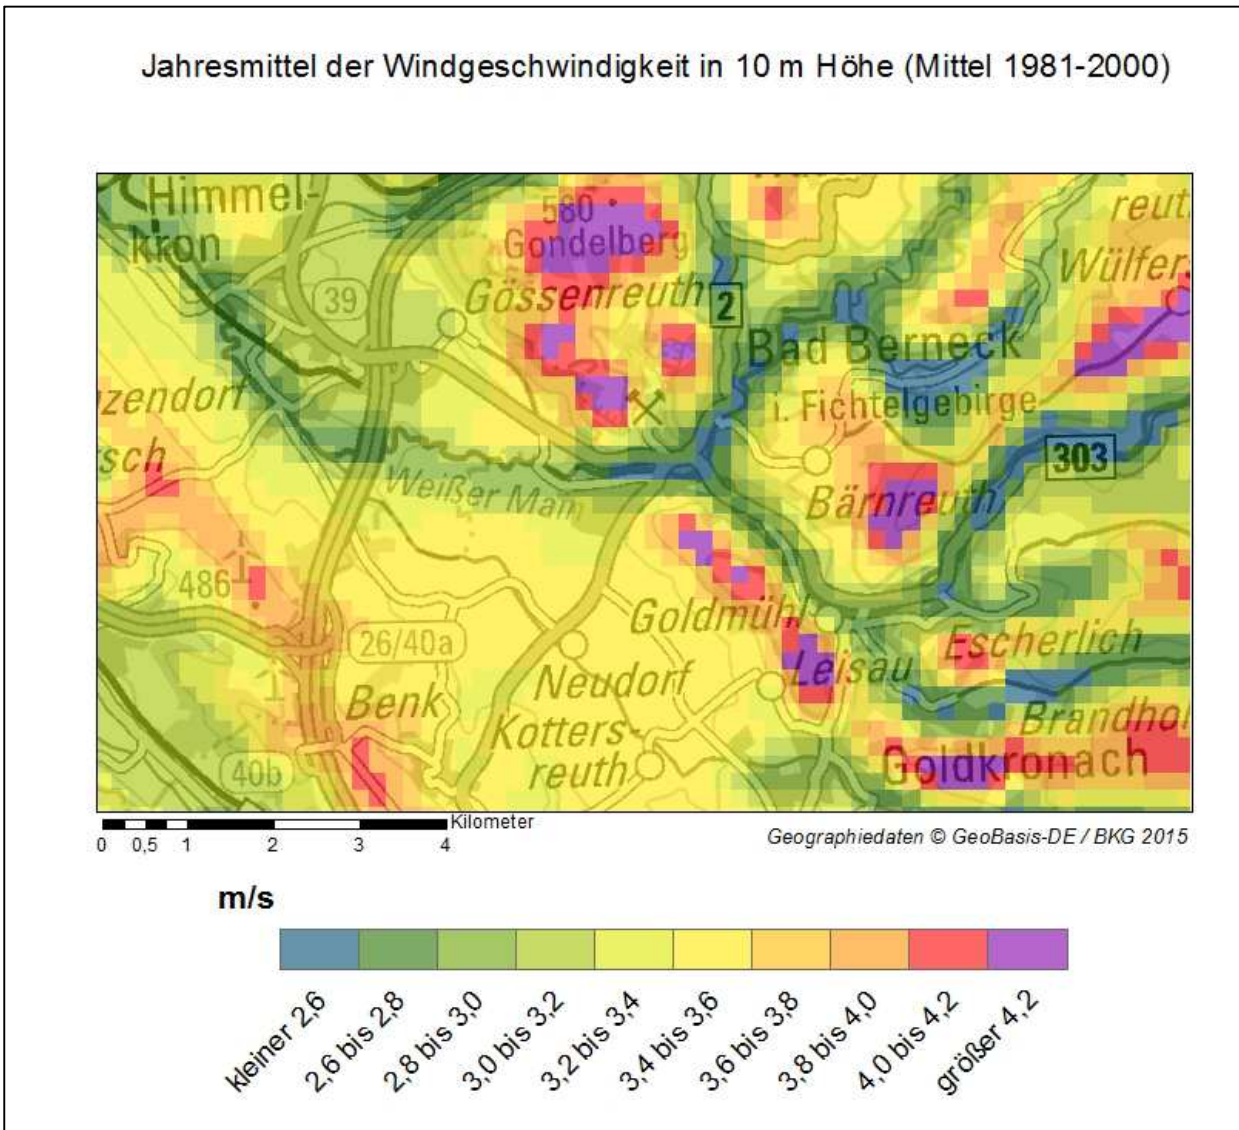 Jahresmittel der Windgeschwindigkeit in 10 m Höhe (Mittel 1981-2000)
Himmel-
kron
580
Gondelberg
reut
Wülfers
39
Gössenreuth
2
Bad Berneck
i. Fichtelgebirge
zendorf
sch
Weißer Main
303
Bärnreuth
486
Goldmühl
26/40a
Escherlich
Leisau
Neudorf
Benk
Kotters-
reuth
Brandhol
40b
Goldkronach
Kilometer
0 0,5 1 2 3 4
Geographiedaten © GeoBasis-DE / BKG 2015
m/s
kleiner 2,6
2,6 bis 2,8
2,8 bis 3,0
3,0 bis 3,2
3,2 bis 3,4
3,4 bis 3,6
3,6 bis 3,8
3,8 bis 4,0
4,0 bis 4,2
größer 4,2